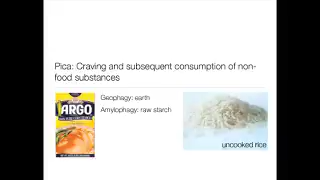 Pica: Craving and subsequent consumption of non-
food substances
Geophagy: earth
Amylophagy: raw starch
ARGO
uncooked rice